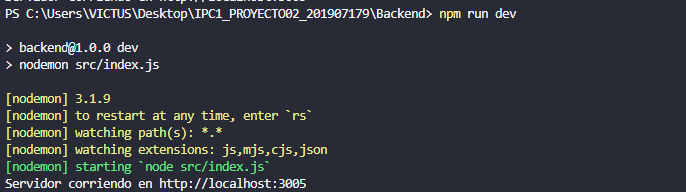 PS C:\Users\VICTUS\Desktop\IPC1_PROYECTO02_201907179\Backend> npm run dev
> backend@1.0.0 dev
> nodemon src/index.js
[nodemon] 3.1.9
[nodemon] to restart at any time, enter `rs`
[nodemon] watching path(s): *.*
[nodemon] watching extensions: js,mjs,cjs,json
[nodemon] starting `node src/index.js`
Servidor corriendo en http://localhost:3005